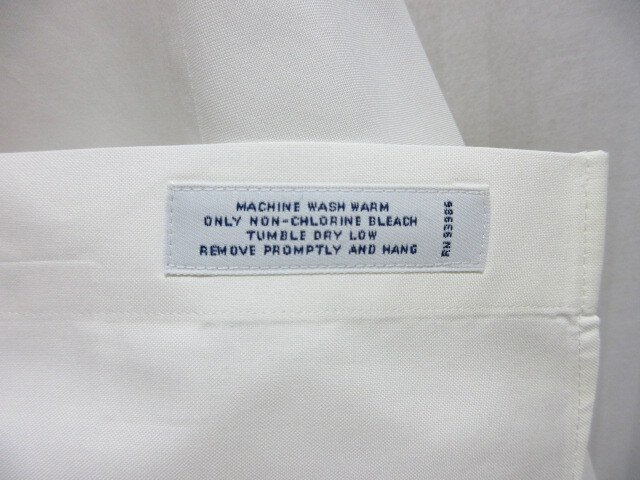 MACHINE WASH WARM
ONLY NON-CHLORINE BLEACH
TUMBLE DRY LOW
REMOVE PROMPTLY AND HANG
RN 93986